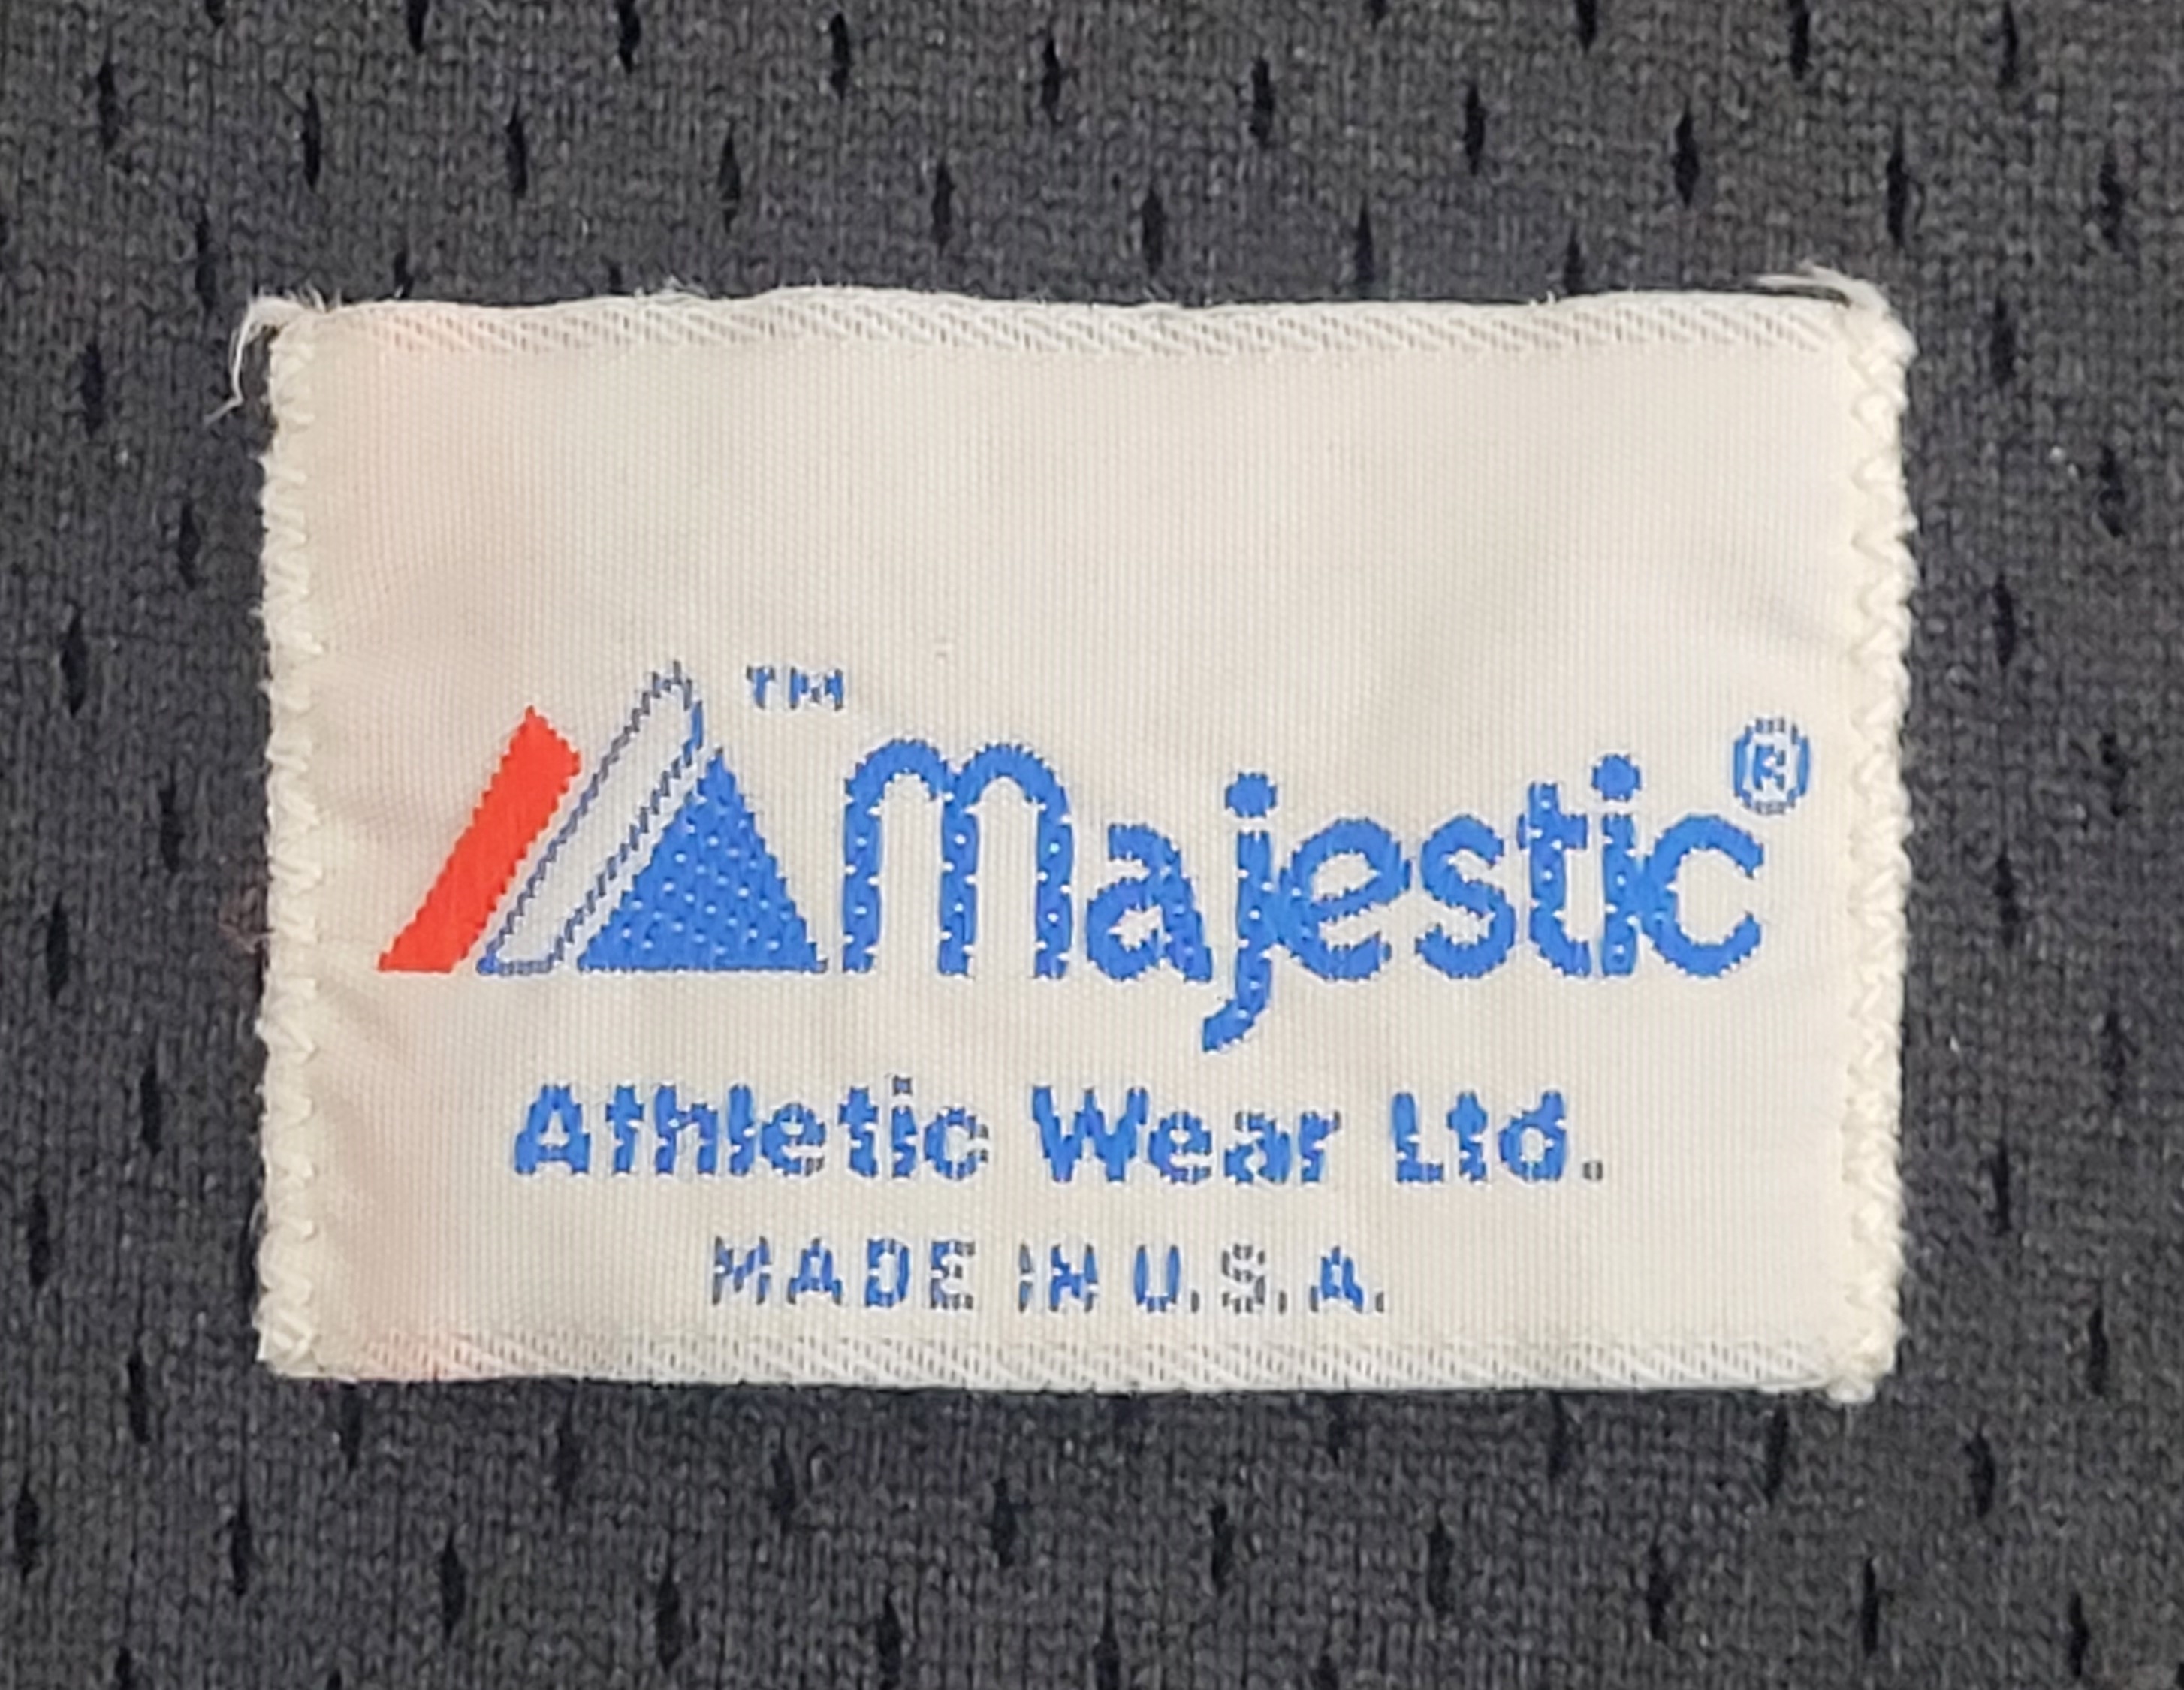 ™ Majestic®
Athletic Wear Ltd.
MADE IN U.S.A.